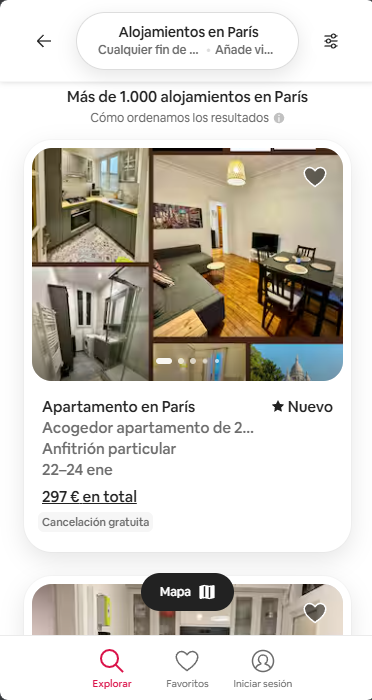 Alojamientos en París
Cualquier fin de ... Añade vi...
Más de 1.000 alojamientos en París
Cómo ordenamos los resultados
Apartamento en París
Nuevo
Acogedor apartamento de 2...
Anfitrión particular
22–24 ene
297 € en total
Cancelación gratuita
Mapa
Explorar
Favoritos
Iniciar sesión